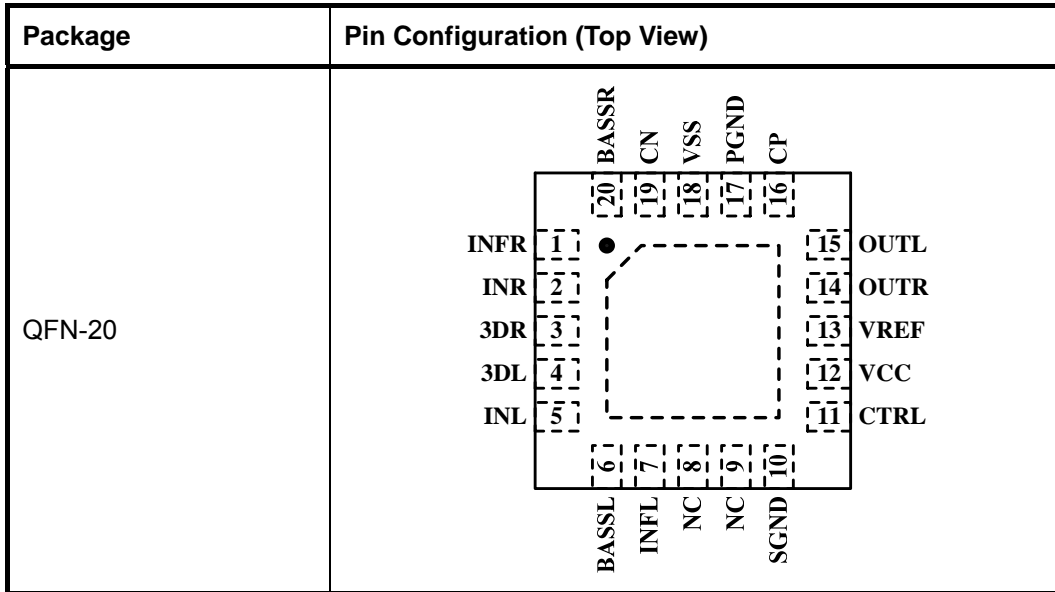 Package
Pin Configuration (Top View)
QFN-20
BASSR
CN
VSS
PGND
CP
20
19
18
17
16
INFR 1
INR 2
3DR 3
3DL 4
INL 5
15 OUTL
14 OUTR
13 VREF
12 VCC
11 CTRL
6
7
8
9
10
BASSL
INFL
NC
NC
SGND